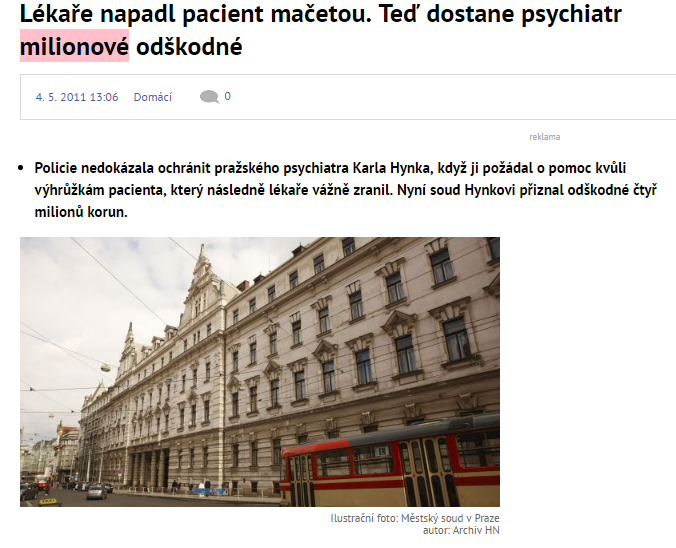 Lékaře napadl pacient mačetou. Teď dostane psychiatr
milionové odškodné
4. 5. 2011 13:06 Domácí 0
reklama
Policie nedokázala ochránit pražského psychiatra Karla Hynka, když ji požádal o pomoc kvůli
výhrůžkám pacienta, který následně lékaře vážně zranil. Nyní soud Hynkovi přiznal odškodné čtyř
milionů korun.
Ilustrační foto: Městský soud v Praze
autor: Archiv HN